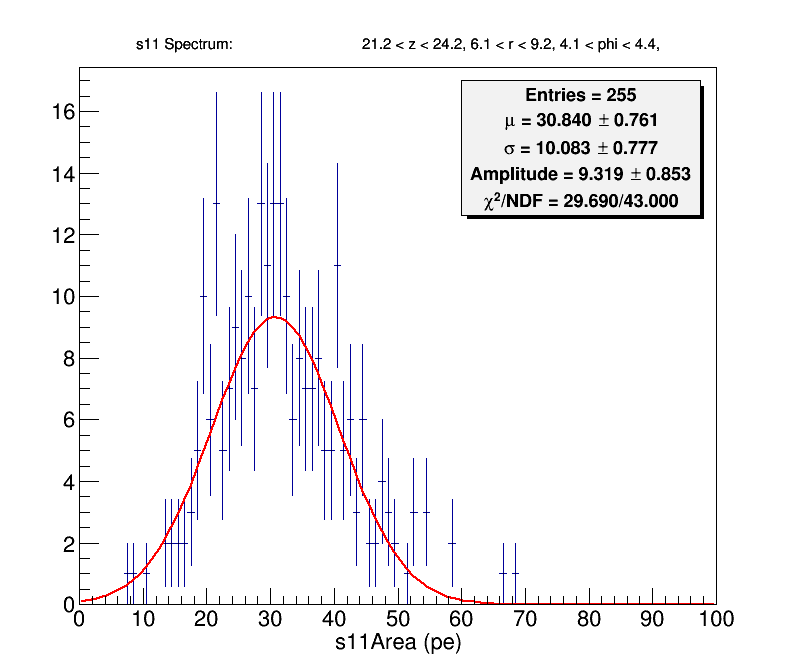 s11 Spectrum: 21.2 < z < 24.2, 6.1 < r < 9.2, 4.1 < phi < 4.4,
Entries = 255
μ = 30.840 ± 0.761
σ = 10.083 ± 0.777
Amplitude = 9.319 ± 0.853
χ²/NDF = 29.690/43.000
16
14
12
10
8
6
4
2
0
0 10 20 30 40 50 60 70 80 90 100
s11Area (pe)